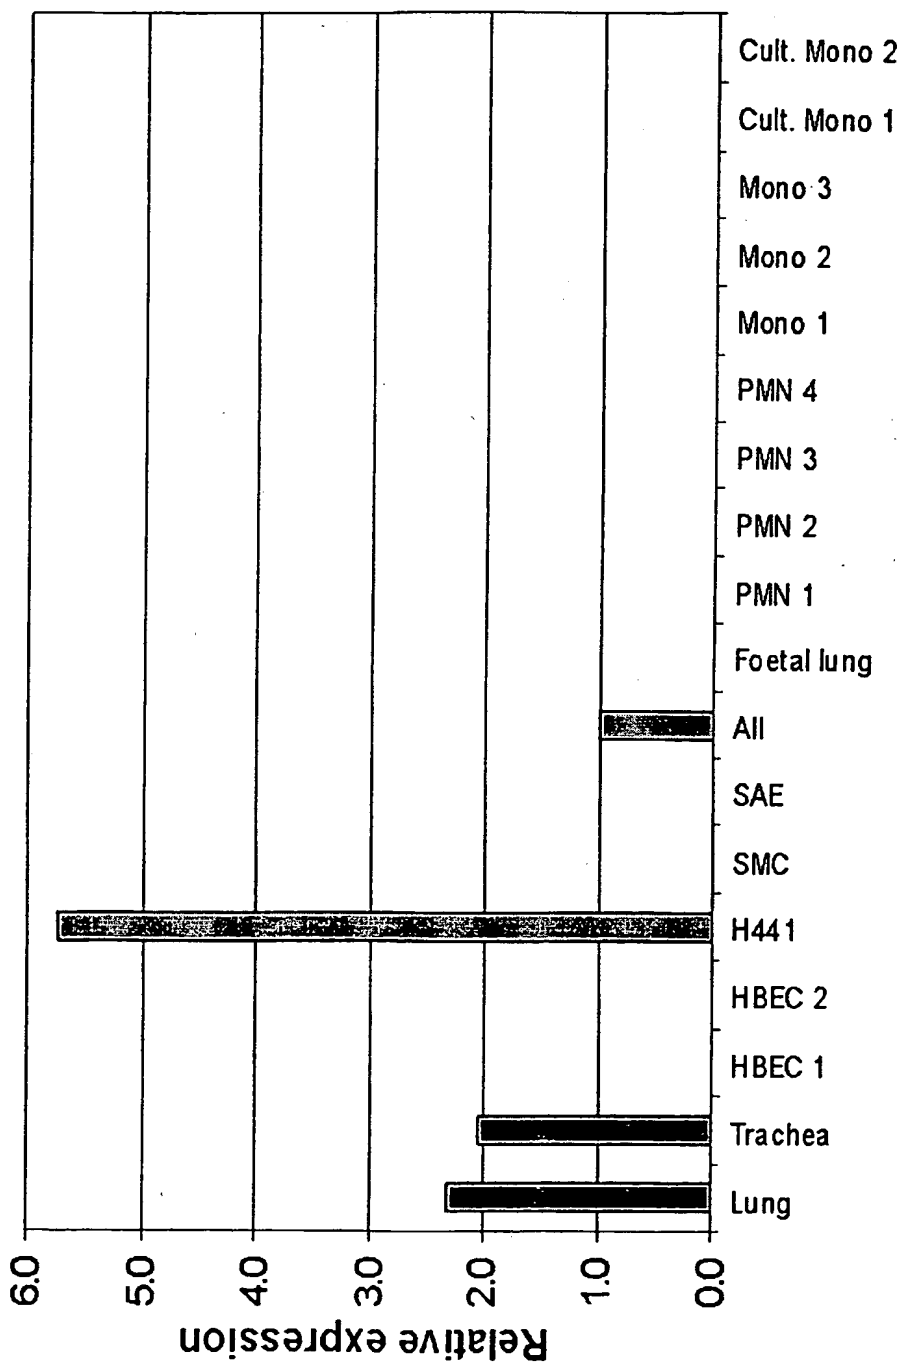 Cult. Mono 2
Cult. Mono 1
Mono 3
Mono 2
Mono 1
PMN 4
PMN 3
PMN 2
PMN 1
Foetal lung
All
SAE
SMC
H441
HBEC 2
HBEC 1
Trachea
Lung
6.0
5.0
4.0
3.0
2.0
1.0
0.0
Relative expression